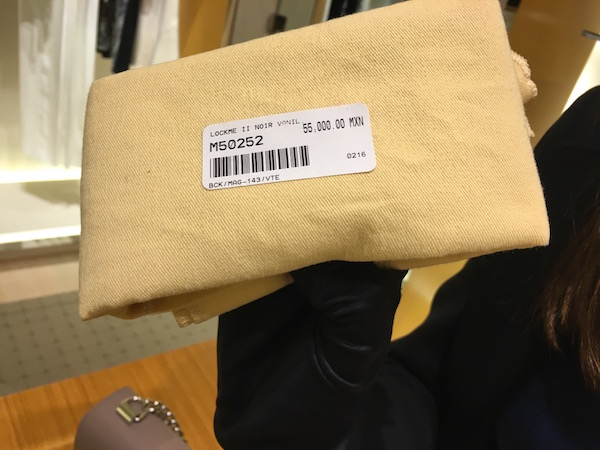 LOCKME II NOIR VANIL
55,000.00 MXN
M50252
0216
BCK/MAG-143/VTE